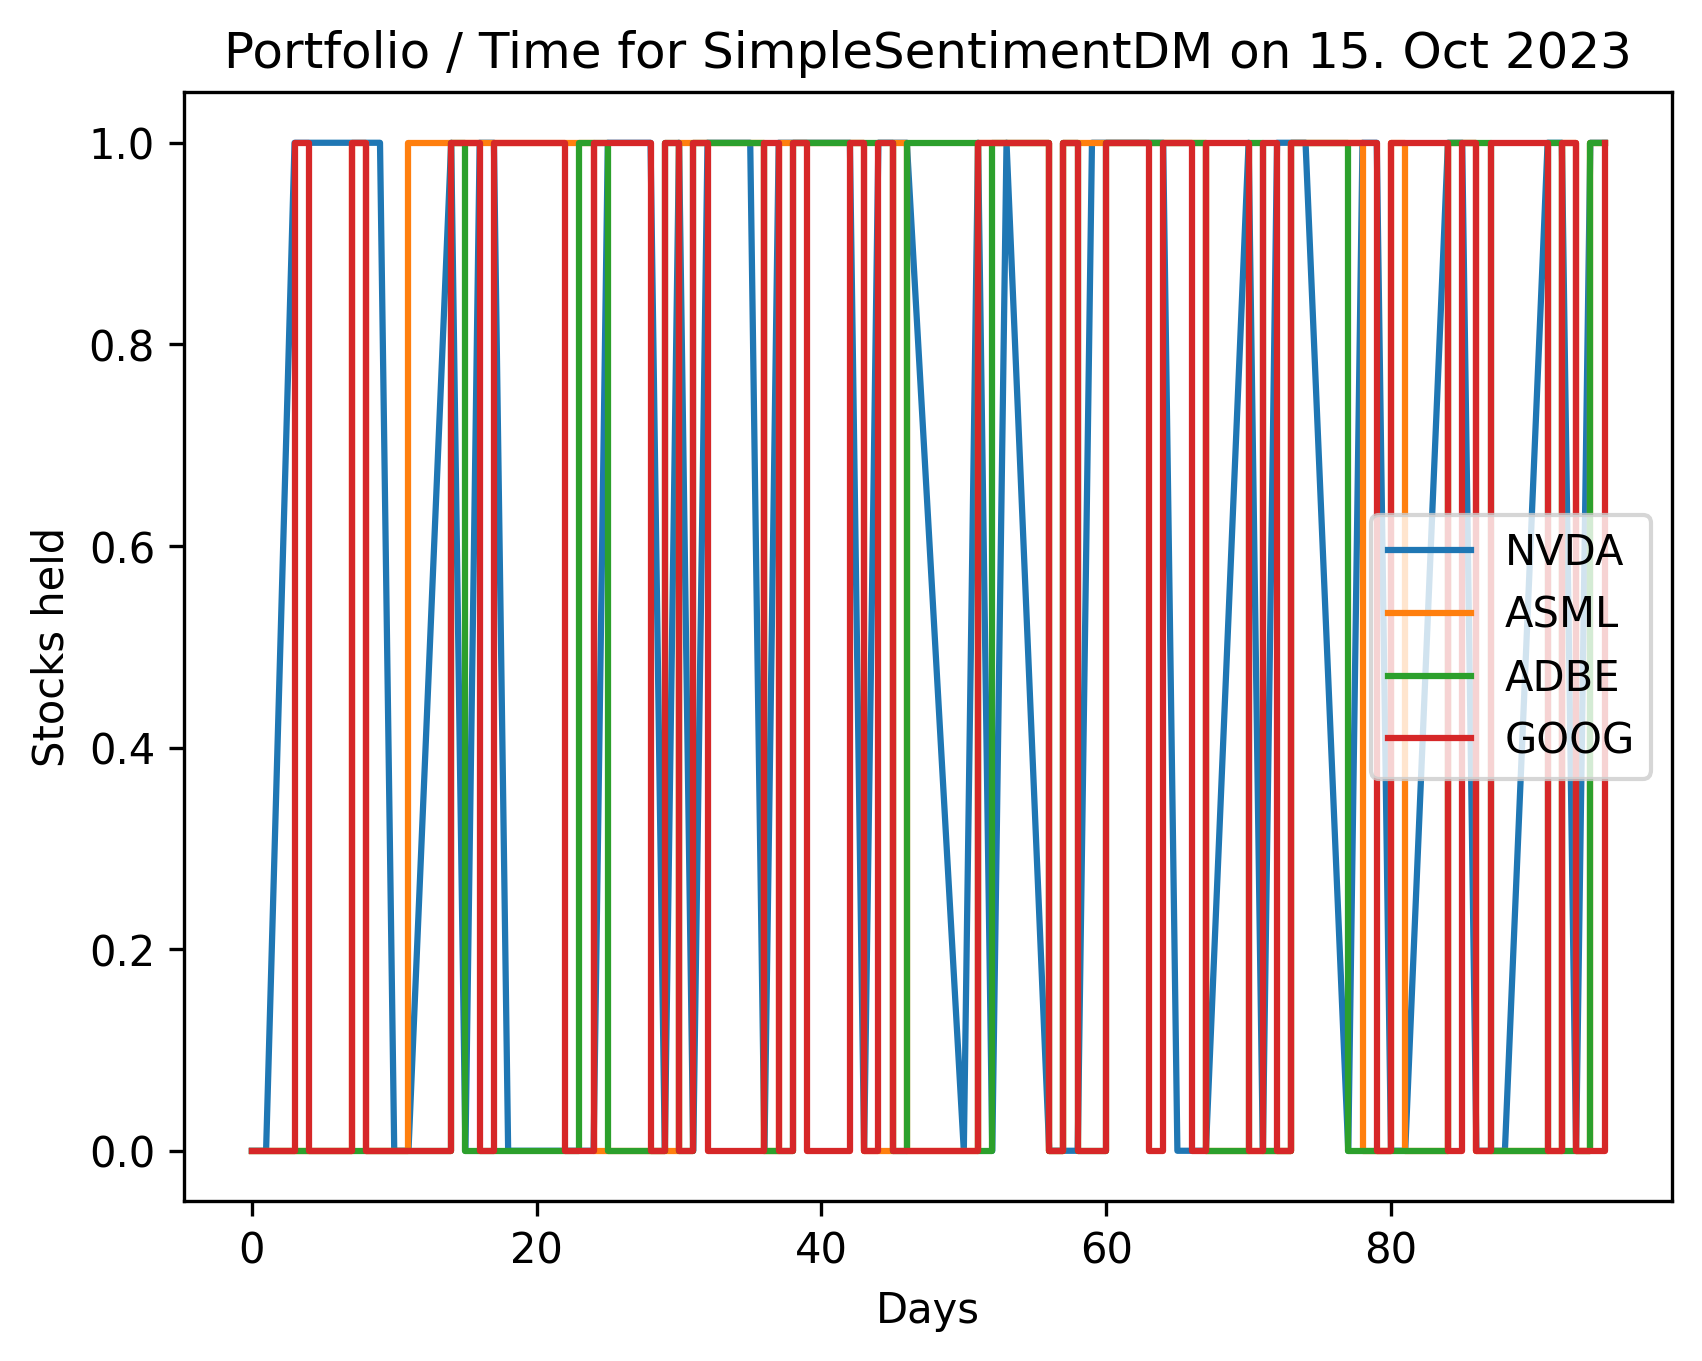 Portfolio / Time for SimpleSentimentDM on 15. Oct 2023
1.0
0.8
0.6
0.4
0.2
0.0
Stocks held
NVDA
ASML
ADBE
GOOG
0 20 40 60 80
Days